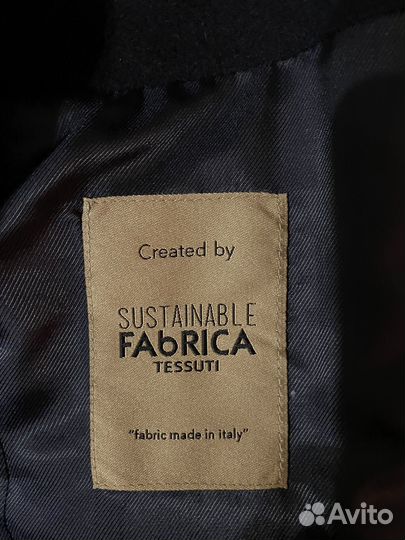 Created by
SUSTAINABLE
FAbRICA
TESSUTI
"fabric made in italy"
Avito